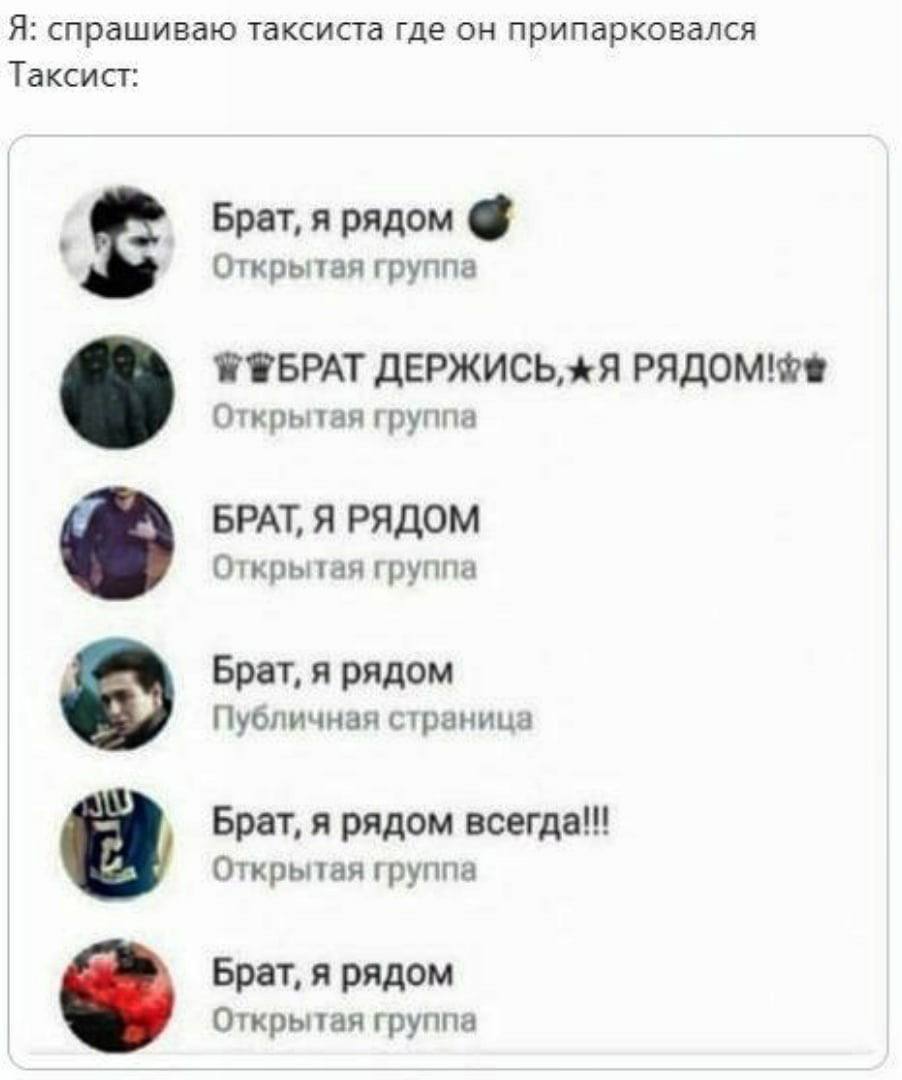 Я: спрашиваю таксиста где он припарковался
Таксист:
Брат, я рядом 💣
Открытая группа
♛♛БРАТ ДЕРЖИСЬ,★Я РЯДОМ!♔♚
Открытая группа
БРАТ, Я РЯДОМ
Открытая группа
Брат, я рядом
Публичная страница
Брат, я рядом всегда!!!
Открытая группа
Брат, я рядом
Открытая группа